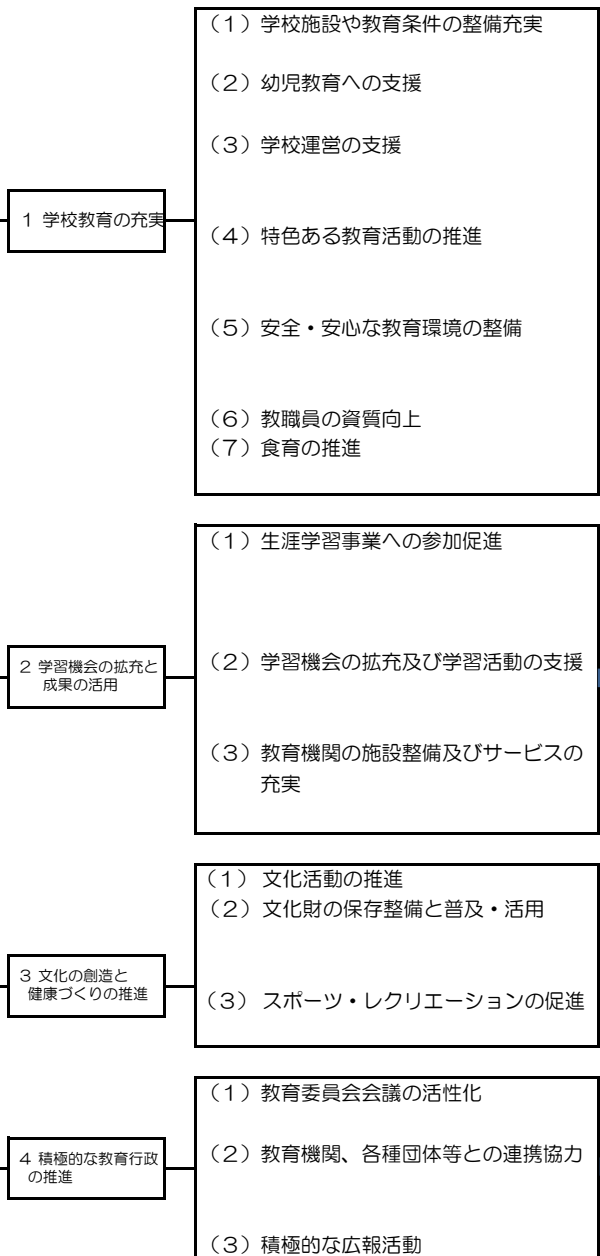 1 学校教育の充実
(1)学校施設や教育条件の整備充実
(2)幼児教育への支援
(3)学校運営の支援
(4)特色ある教育活動の推進
(5)安全・安心な教育環境の整備
(6)教職員の資質向上
(7)食育の推進
2 学習機会の拡充と
成果の活用
(1)生涯学習事業への参加促進
(2)学習機会の拡充及び学習活動の支援
(3)教育機関の施設整備及びサービスの
充実
3 文化の創造と
健康づくりの推進
(1) 文化活動の推進
(2)文化財の保存整備と普及・活用
(3) スポーツ・レクリエーションの促進
4 積極的な教育行政
の推進
(1)教育委員会会議の活性化
(2)教育機関、各種団体等との連携協力
(3)積極的な広報活動